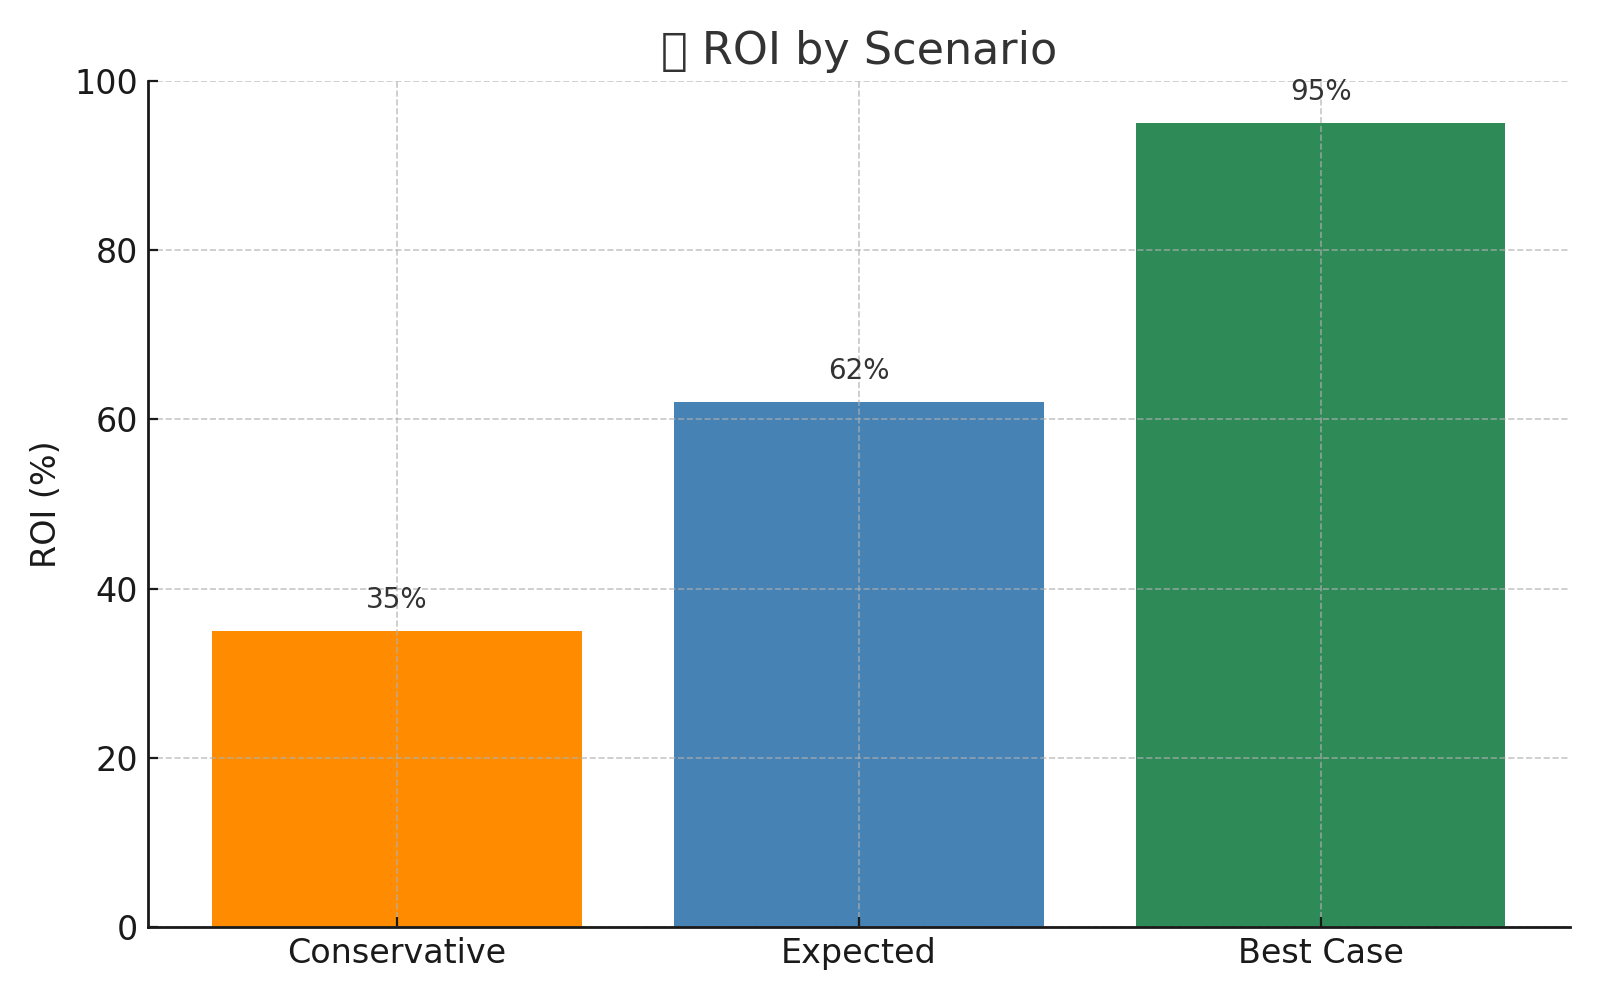 ROI by Scenario
100
80
60
40
20
0
ROI (%)
35%
62%
95%
Conservative
Expected
Best Case